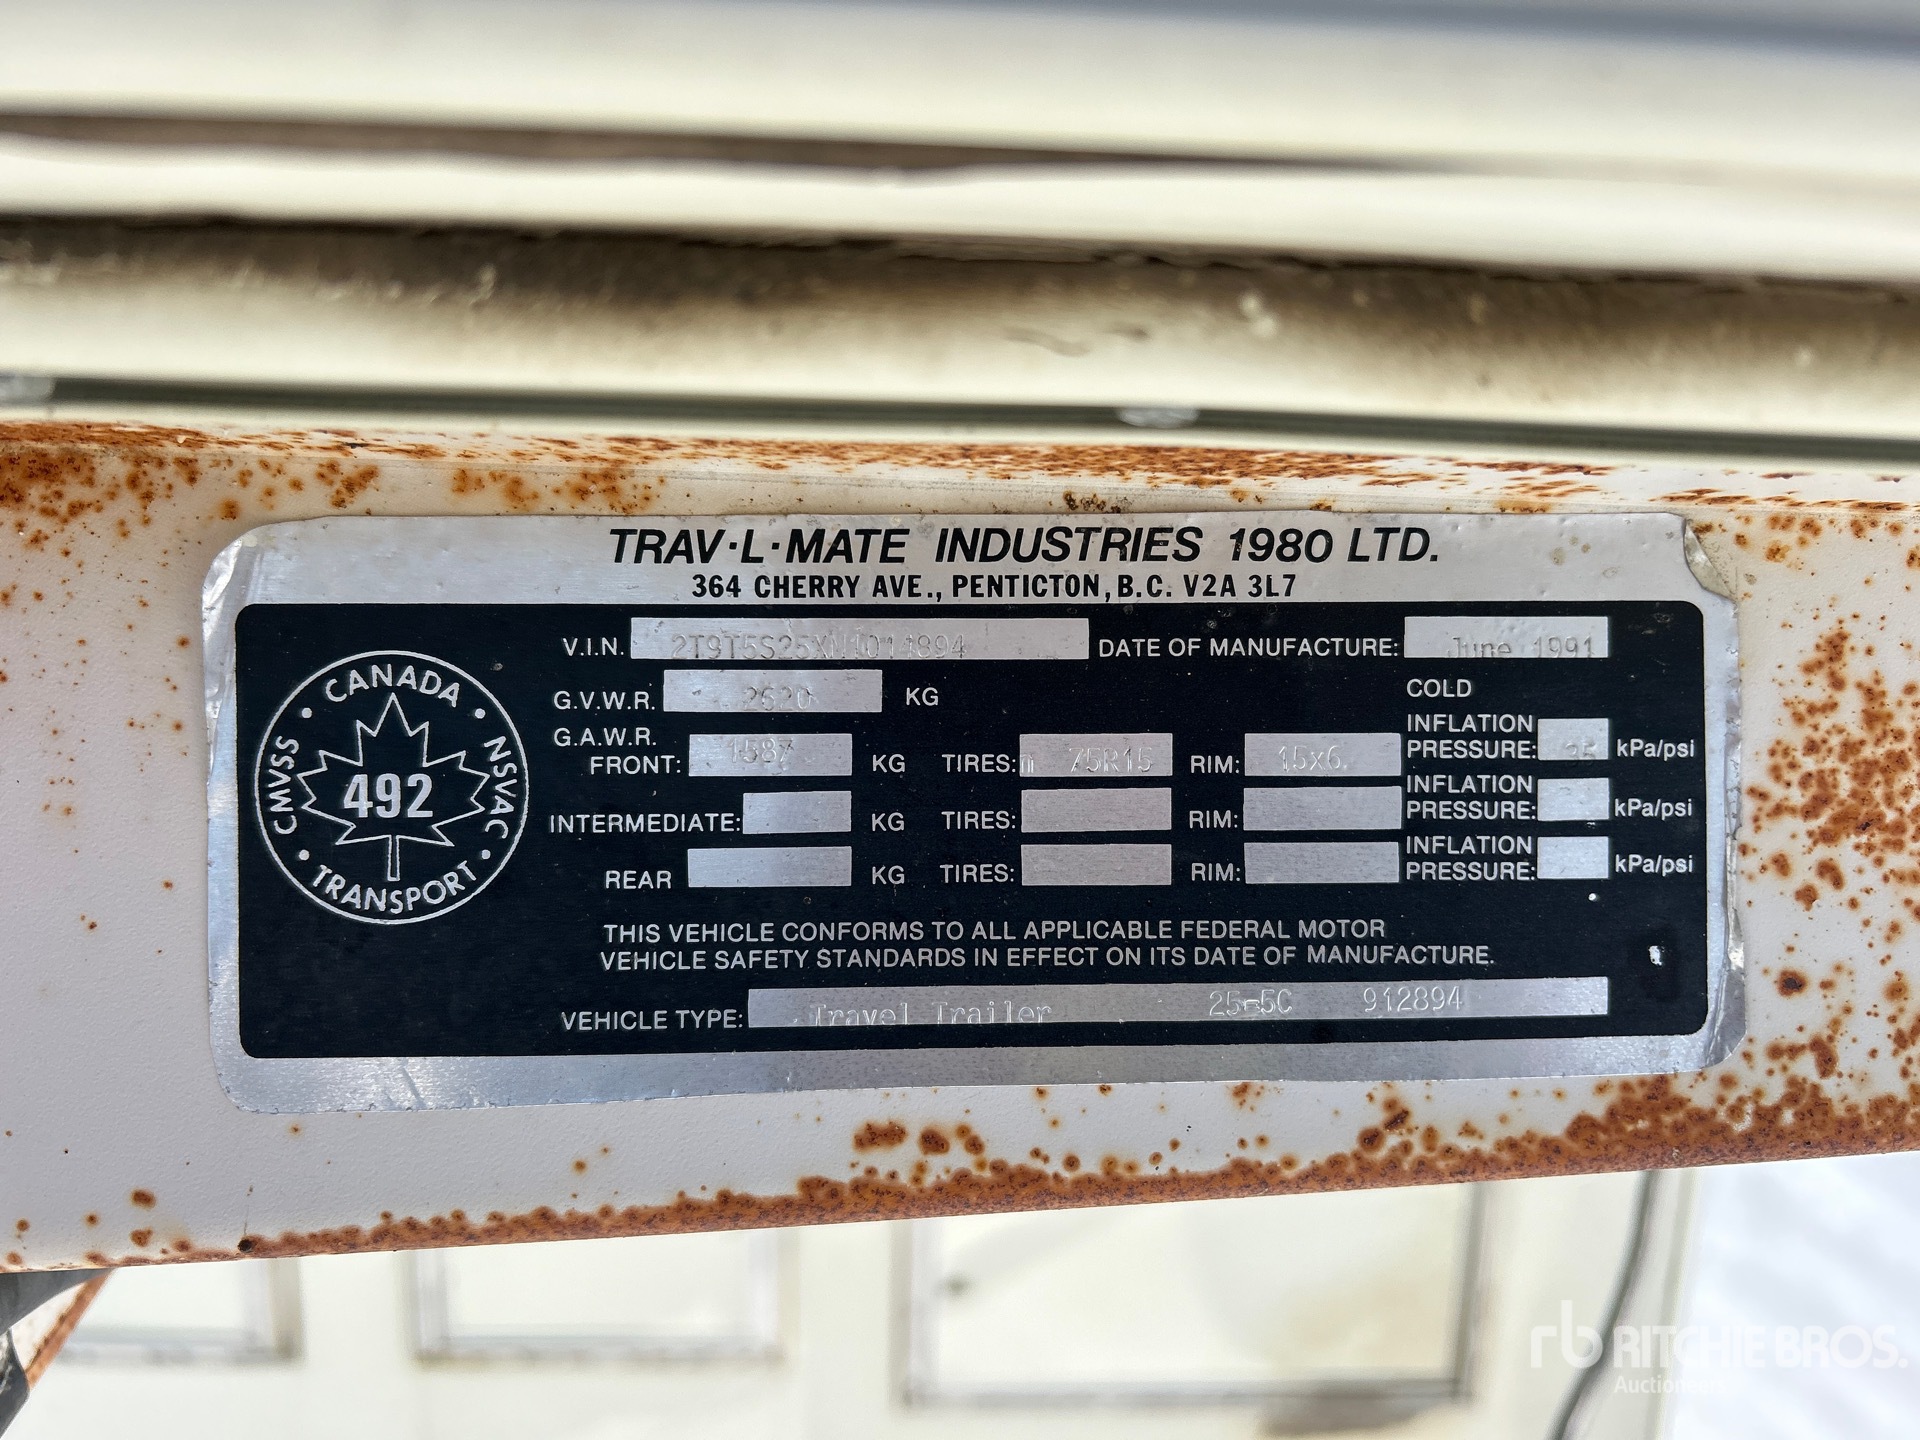 TRAV·L·MATE INDUSTRIES 1980 LTD.
364 CHERRY AVE., PENTICTON, B.C. V2A 3L7
V.I.N. 2T9T5S25XN1014894 DATE OF MANUFACTURE: June 1991
G.V.W.R. 2620 KG
COLD
G.A.W.R.
FRONT: 1587 KG TIRES: 75R15 RIM: 15x6 INFLATION PRESSURE: 35 kPa/psi
INTERMEDIATE: KG TIRES: RIM: INFLATION PRESSURE: kPa/psi
REAR KG TIRES: RIM: INFLATION PRESSURE: kPa/psi
CANADA
CMVSS
492
NSVAC
TRANSPORT
THIS VEHICLE CONFORMS TO ALL APPLICABLE FEDERAL MOTOR
VEHICLE SAFETY STANDARDS IN EFFECT ON ITS DATE OF MANUFACTURE.
VEHICLE TYPE: Travel Trailer 25-5C 912894
rb RITCHIE BROS.
Auctioneers